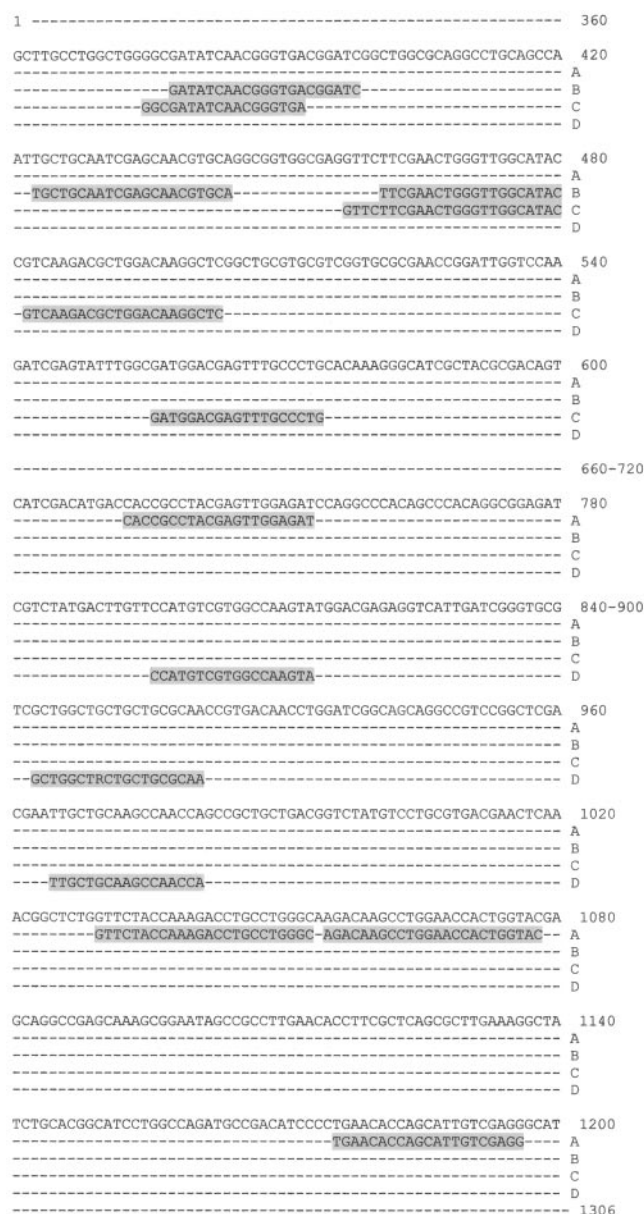 1 ---------------------------------------------------------- 360
GCTTGCCTGGCTGGGGCGATATCAACGGGTGACGGATCGGCTGGCGCAGGCCTGCAGCCA 420
------------------------------------------------------------ A
-----------------GATATCAACGGGTGACGGATC---------------------- B
--------------GGCGATATCAACGGGTGA---------------------------- C
------------------------------------------------------------ D
ATTGCTGCAATCGAGCAACGTGCAGGCGGTGGCGAGGTTCTTCGAACTGGGTTGGCATAC 480
------------------------------------------------------------ A
--TGCTGCAATCGAGCAACGTGCA----------------TTCGAACTGGGTTGGCATAC B
------------------------------------GTTCTTCGAACTGGGTTGGCATAC C
------------------------------------------------------------ D
CGTCAAGACGCTGGACAAGGCTCGGCTGCGTGCGTCGGTGCGCGAACCGGATTGGTCCAA 540
------------------------------------------------------------ A
------------------------------------------------------------ B
-GTCAAGACGCTGGACAAGGCTC------------------------------------- C
------------------------------------------------------------ D
GATCGAGTATTTGGCGATGGACGAGTTTGCCCTGCACAAAGGGCATCGCTACGCGACAGT 600
------------------------------------------------------------ A
------------------------------------------------------------ B
---------------GATGGACGAGTTTGCCCTG-------------------------- C
------------------------------------------------------------ D
------------------------------------------------------------ 660-720
CATCGACATGACCACCGCCTACGAGTTGGAGATCCAGGCCCACAGCCCACAGGCGGAGAT 780
------------CACCGCCTACGAGTTGGAGAT--------------------------- A
------------------------------------------------------------ B
------------------------------------------------------------ C
------------------------------------------------------------ D
CGTCTATGACTTGTTCCATGTCGTGGCCAAGTATGGACGAGAGGTCATTGATCGGGTGCG 840-900
------------------------------------------------------------ A
------------------------------------------------------------ B
------------------------------------------------------------ C
---------------CCATGTCGTGGCCAAGTA--------------------------- D
TCGCTGGCTGCTGCTGCGCAACCGTGACAACCTGGATCGGCAGCAGGCCGTCCGGCTCGA 960
------------------------------------------------------------ A
------------------------------------------------------------ B
------------------------------------------------------------ C
--GCTGGCTRCTGCTGCGCAA--------------------------------------- D
CGAATTGCTGCAAGCCAACCAGCCGCTGCTGACGGTCTATGTCCTGCGTGACGAACTCAA 1020
------------------------------------------------------------ A
------------------------------------------------------------ B
------------------------------------------------------------ C
----TTGCTGCAAGCCAACCA--------------------------------------- D
ACGGCTCTGGTTCTACCAAAGACCTGCCTGGGCAAGACAAGCCTGGAACCACTGGTACGA 1080
---------GTTCTACCAAAGACCTGCCTGGGC-AGACAAGCCTGGAACCACTGGTAC-- A
------------------------------------------------------------ B
------------------------------------------------------------ C
------------------------------------------------------------ D
GCAGGCCGAGCAAAGCGGAATAGCCGCCTTGAACACCTTCGCTCAGCGCTTGAAAGGCTA 1140
------------------------------------------------------------ A
------------------------------------------------------------ B
------------------------------------------------------------ C
------------------------------------------------------------ D
TCTGCACGGCATCCTGGCCAGATGCCGACATCCCCTGAACACCAGCATTGTCGAGGGCAT 1200
-----------------------------------TGAACACCAGCATTGTCGAGG---- A
------------------------------------------------------------ B
------------------------------------------------------------ C
------------------------------------------------------------ D
------------------------------------------------------------- 1306